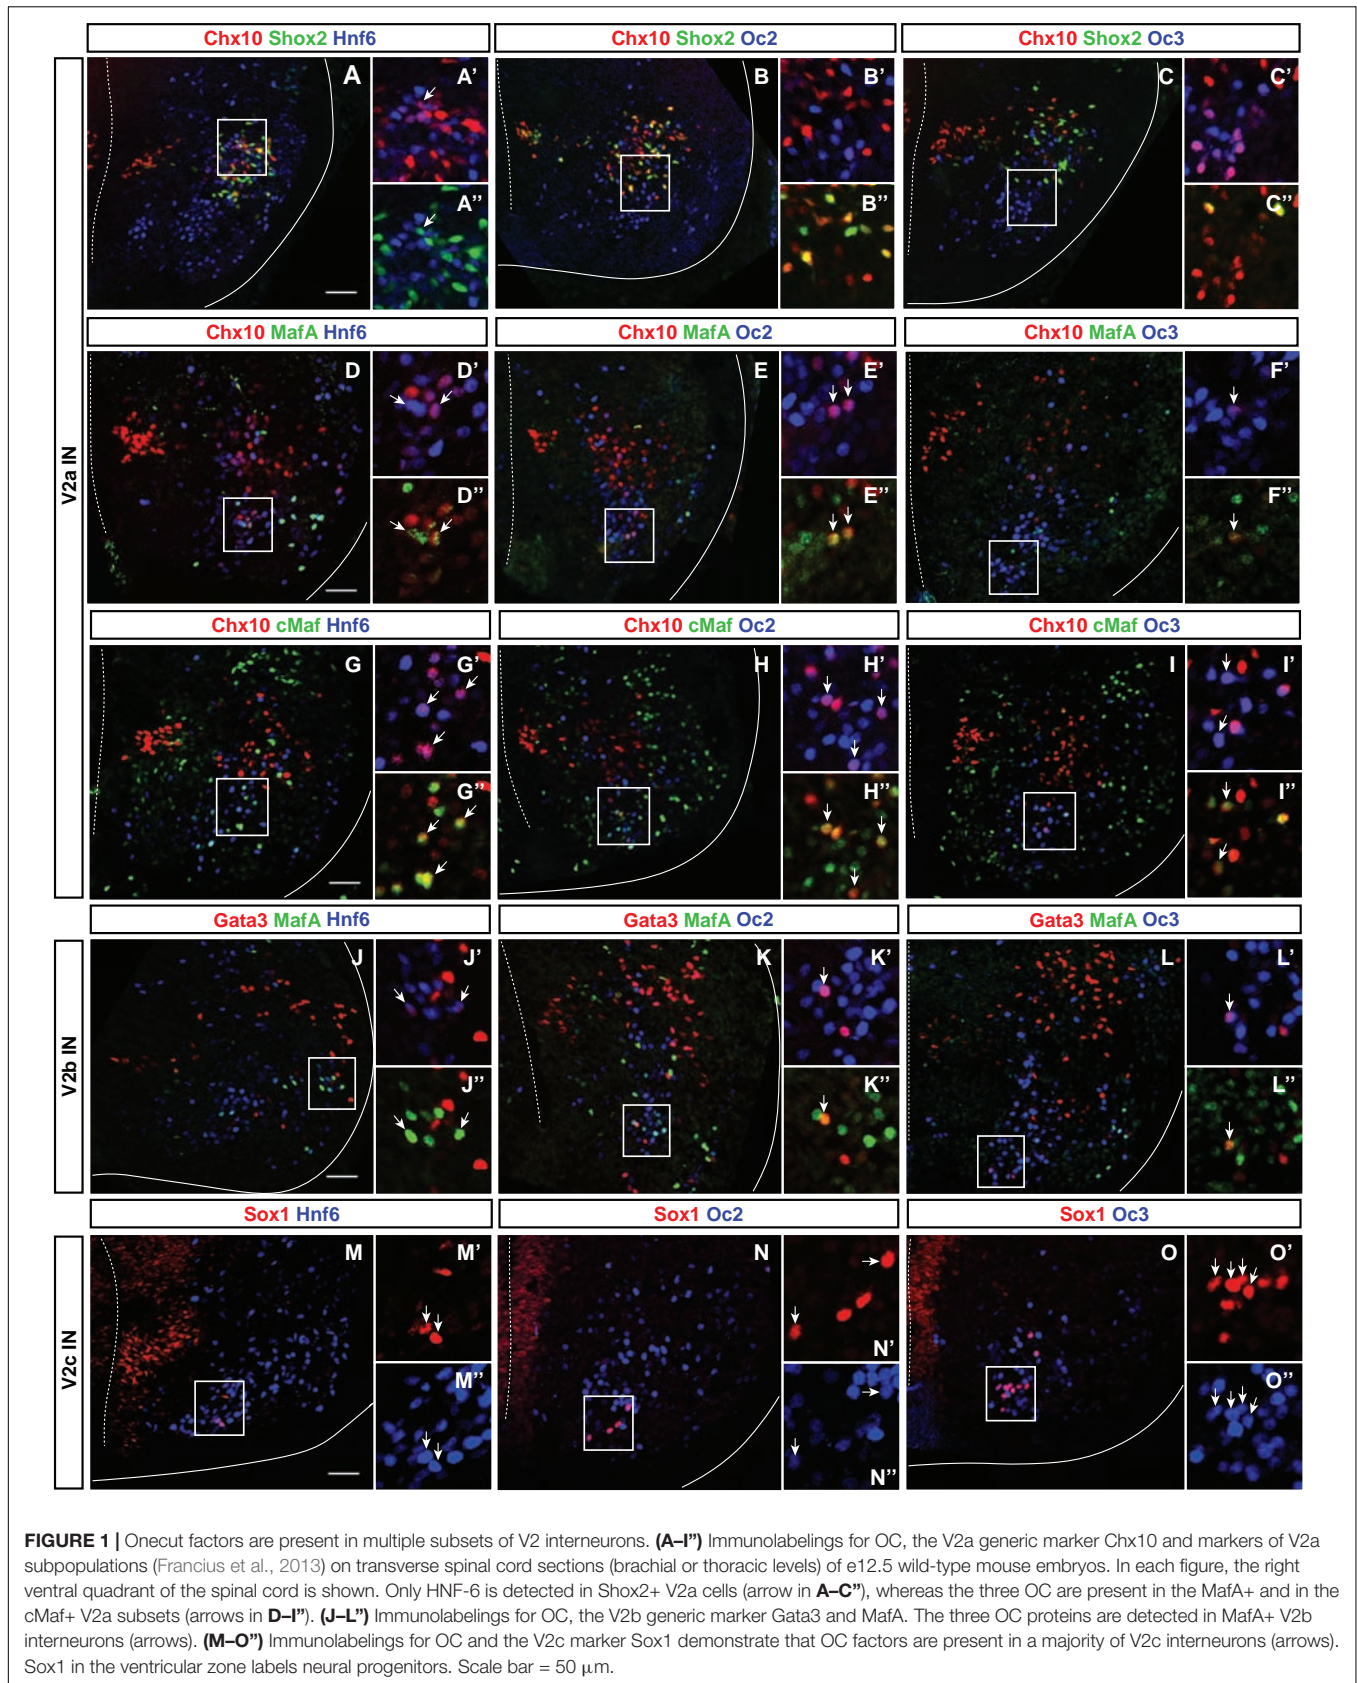 Chx10 Shox2 Hnf6
Chx10 Shox2 Oc2
Chx10 Shox2 Oc3
V2a IN
A
A’
A”
B
B’
B”
C
C’
C”
Chx10 MafA Hnf6
Chx10 MafA Oc2
Chx10 MafA Oc3
D
D’
D”
E
E’
E”
F’
F”
Chx10 cMaf Hnf6
Chx10 cMaf Oc2
Chx10 cMaf Oc3
G
G’
G”
H
H’
H”
I
I’
I”
Gata3 MafA Hnf6
Gata3 MafA Oc2
Gata3 MafA Oc3
V2b IN
J
J’
J”
K
K’
K”
L
L’
L”
Sox1 Hnf6
Sox1 Oc2
Sox1 Oc3
V2c IN
M
M’
M”
N
N’
N”
O
O’
O”
FIGURE 1 | Onecut factors are present in multiple subsets of V2 interneurons. (A–I”) Immunolabelings for OC, the V2a generic marker Chx10 and markers of V2a
subpopulations (Francius et al., 2013) on transverse spinal cord sections (brachial or thoracic levels) of e12.5 wild-type mouse embryos. In each figure, the right
ventral quadrant of the spinal cord is shown. Only HNF-6 is detected in Shox2+ V2a cells (arrow in A–C”), whereas the three OC are present in the MafA+ and in the
cMaf+ V2a subsets (arrows in D–I”). (J–L”) Immunolabelings for OC, the V2b generic marker Gata3 and MafA. The three OC proteins are detected in MafA+ V2b
interneurons (arrows). (M–O”) Immunolabelings for OC and the V2c marker Sox1 demonstrate that OC factors are present in a majority of V2c interneurons (arrows).
Sox1 in the ventricular zone labels neural progenitors. Scale bar = 50 μm.